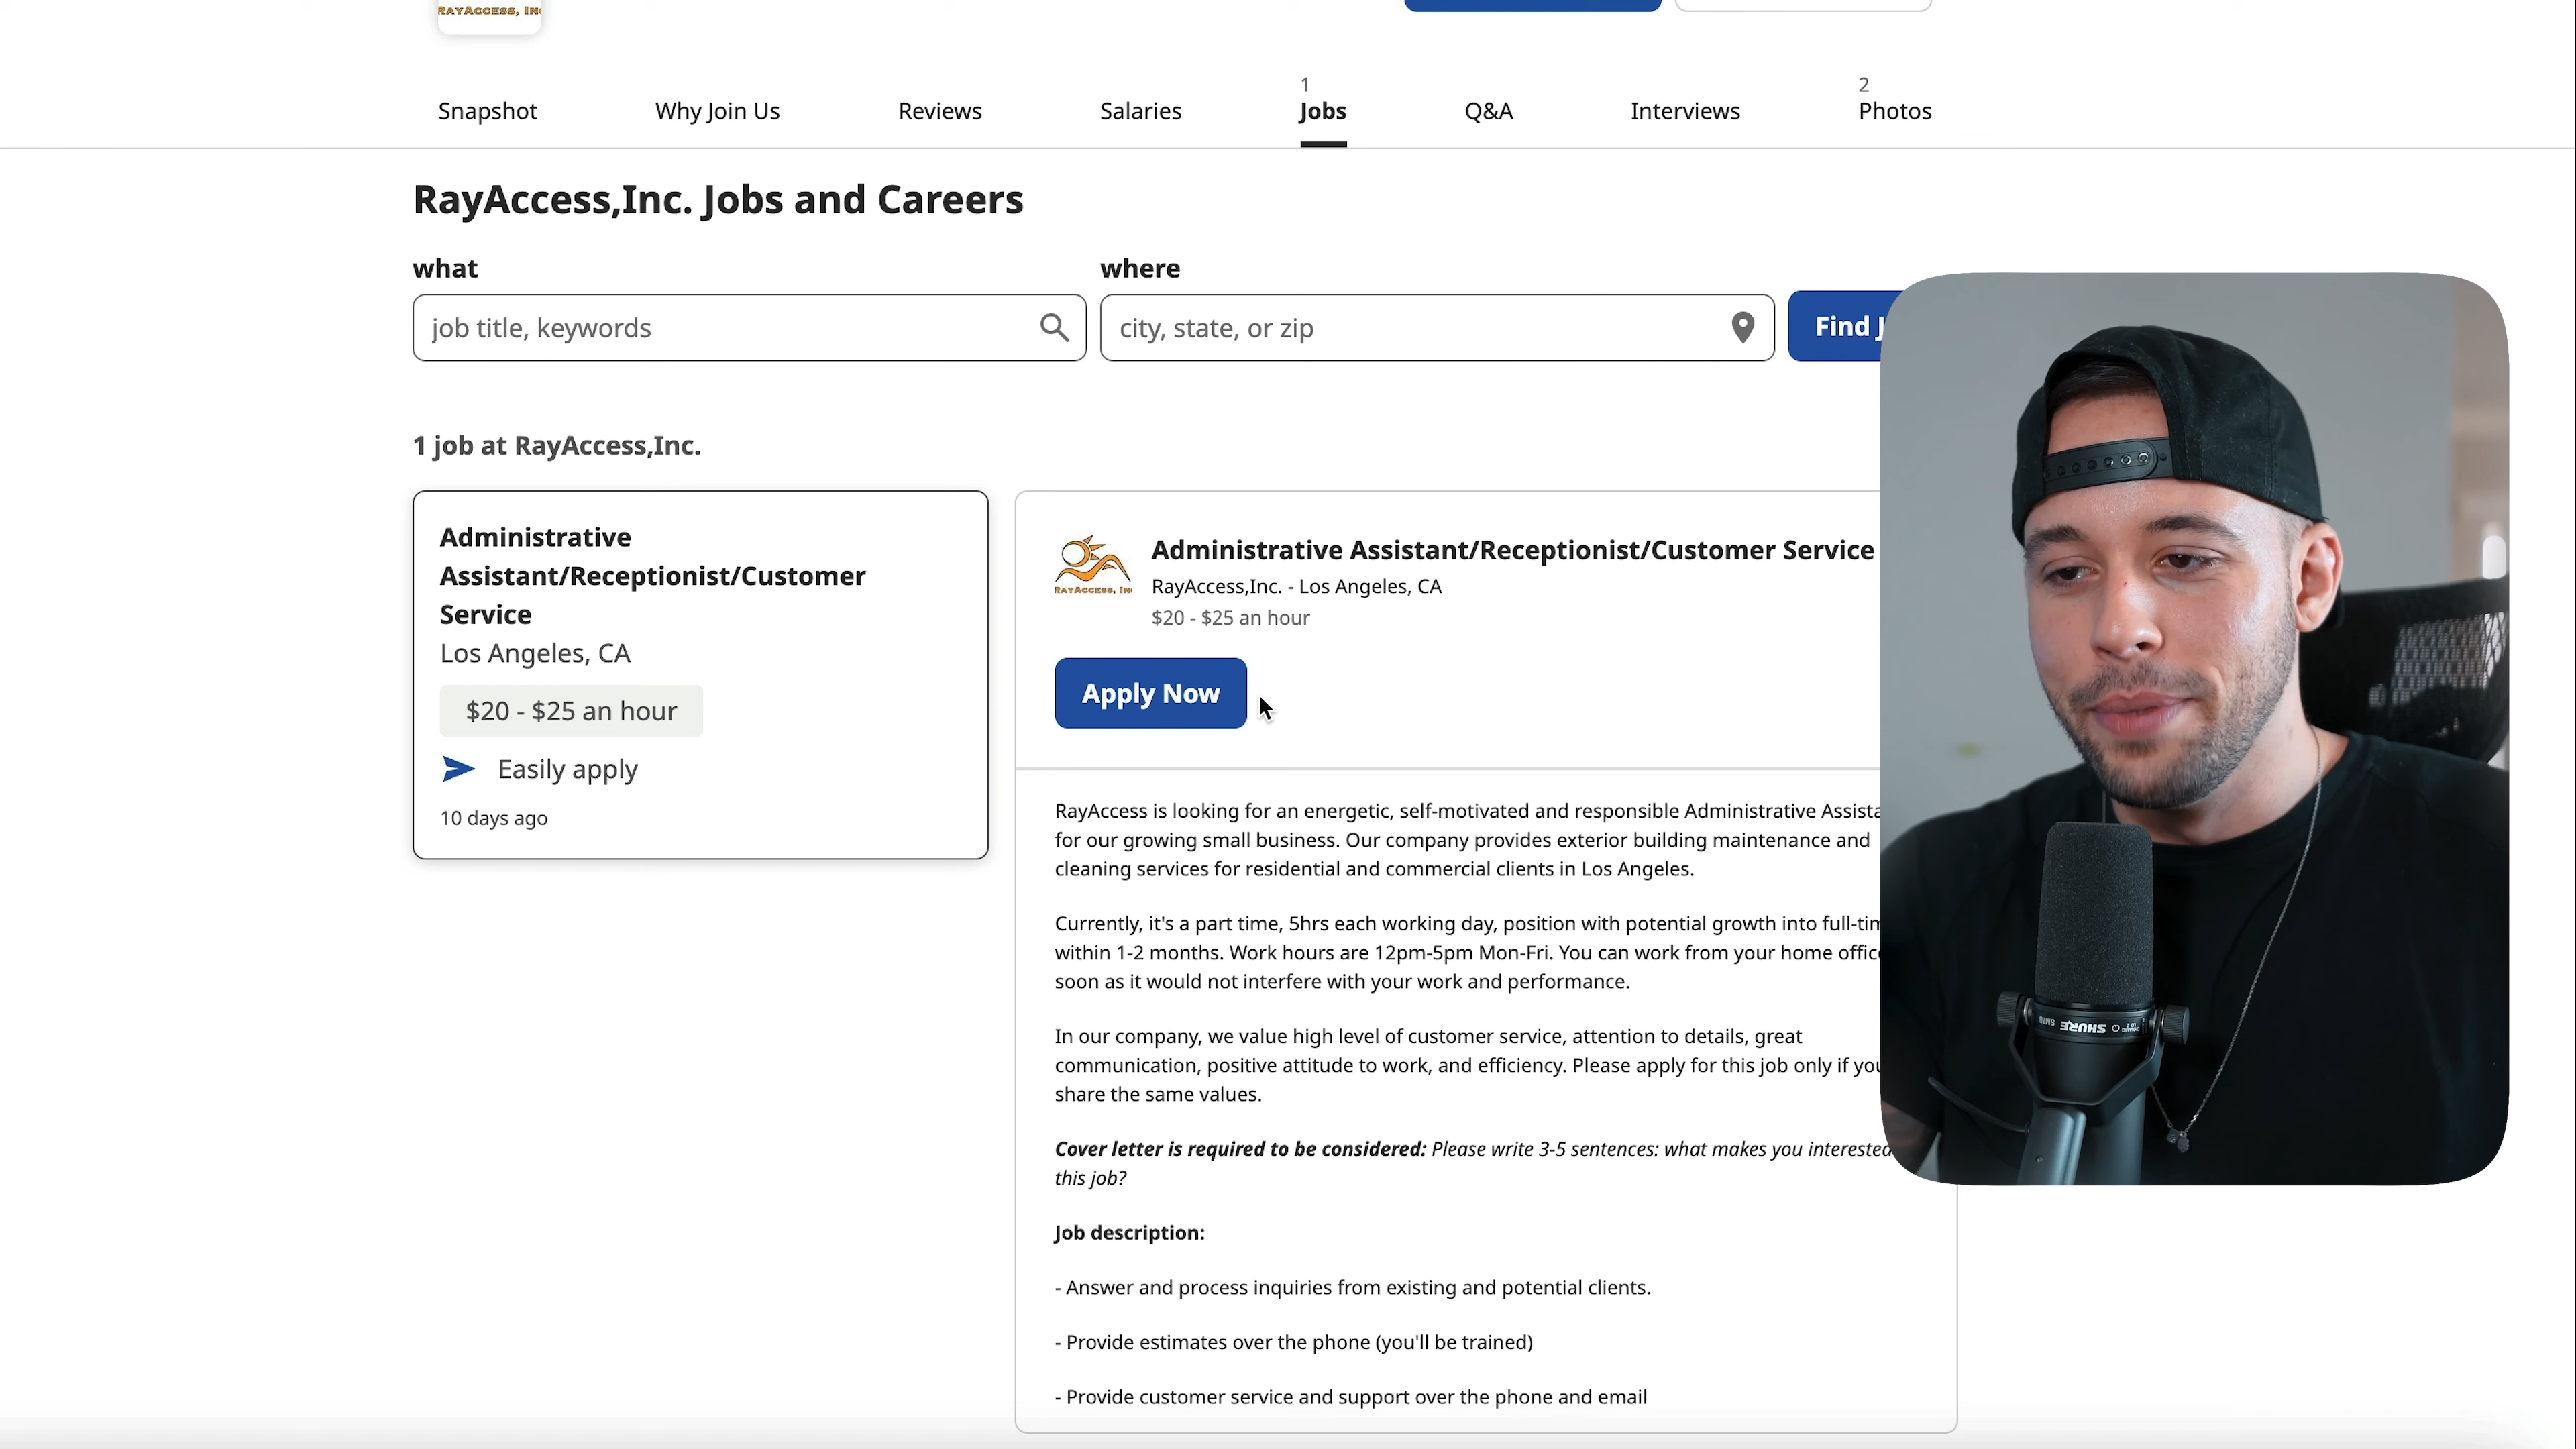 RAYACCESS, IN
1
2
Snapshot
Why Join Us
Reviews
Salaries
Jobs
Q&A
Interviews
Photos
RayAccess,Inc. Jobs and Careers
what
where
job title, keywords
city, state, or zip
Find
1 job at RayAccess,Inc.
Administrative
Assistant/Receptionist/Customer
Service
Los Angeles, CA
$20 - $25 an hour
Easily apply
10 days ago
RAYACCESS, IN
Administrative Assistant/Receptionist/Customer Service
RayAccess,Inc. - Los Angeles, CA
$20 - $25 an hour
Apply Now
RayAccess is looking for an energetic, self-motivated and responsible Administrative Assista
for our growing small business. Our company provides exterior building maintenance and
cleaning services for residential and commercial clients in Los Angeles.
Currently, it's a part time, 5hrs each working day, position with potential growth into full-tim
within 1-2 months. Work hours are 12pm-5pm Mon-Fri. You can work from your home offic
soon as it would not interfere with your work and performance.
In our company, we value high level of customer service, attention to details, great
communication, positive attitude to work, and efficiency. Please apply for this job only if you
share the same values.
Cover letter is required to be considered: Please write 3-5 sentences: what makes you interested
this job?
Job description:
- Answer and process inquiries from existing and potential clients.
- Provide estimates over the phone (you'll be trained)
- Provide customer service and support over the phone and email
SM7B SHURE